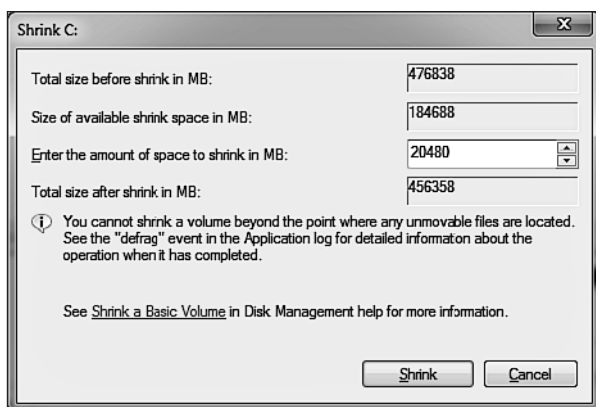 Shrink C:
Total size before shrink in MB: 476838
Size of available shrink space in MB: 184688
Enter the amount of space to shrink in MB: 20480
Total size after shrink in MB: 456358
You cannot shrink a volume beyond the point where any unmovable files are located.
See the "defrag" event in the Application log for detailed information about the
operation when it has completed.
See Shrink a Basic Volume in Disk Management help for more information.
Shrink Cancel